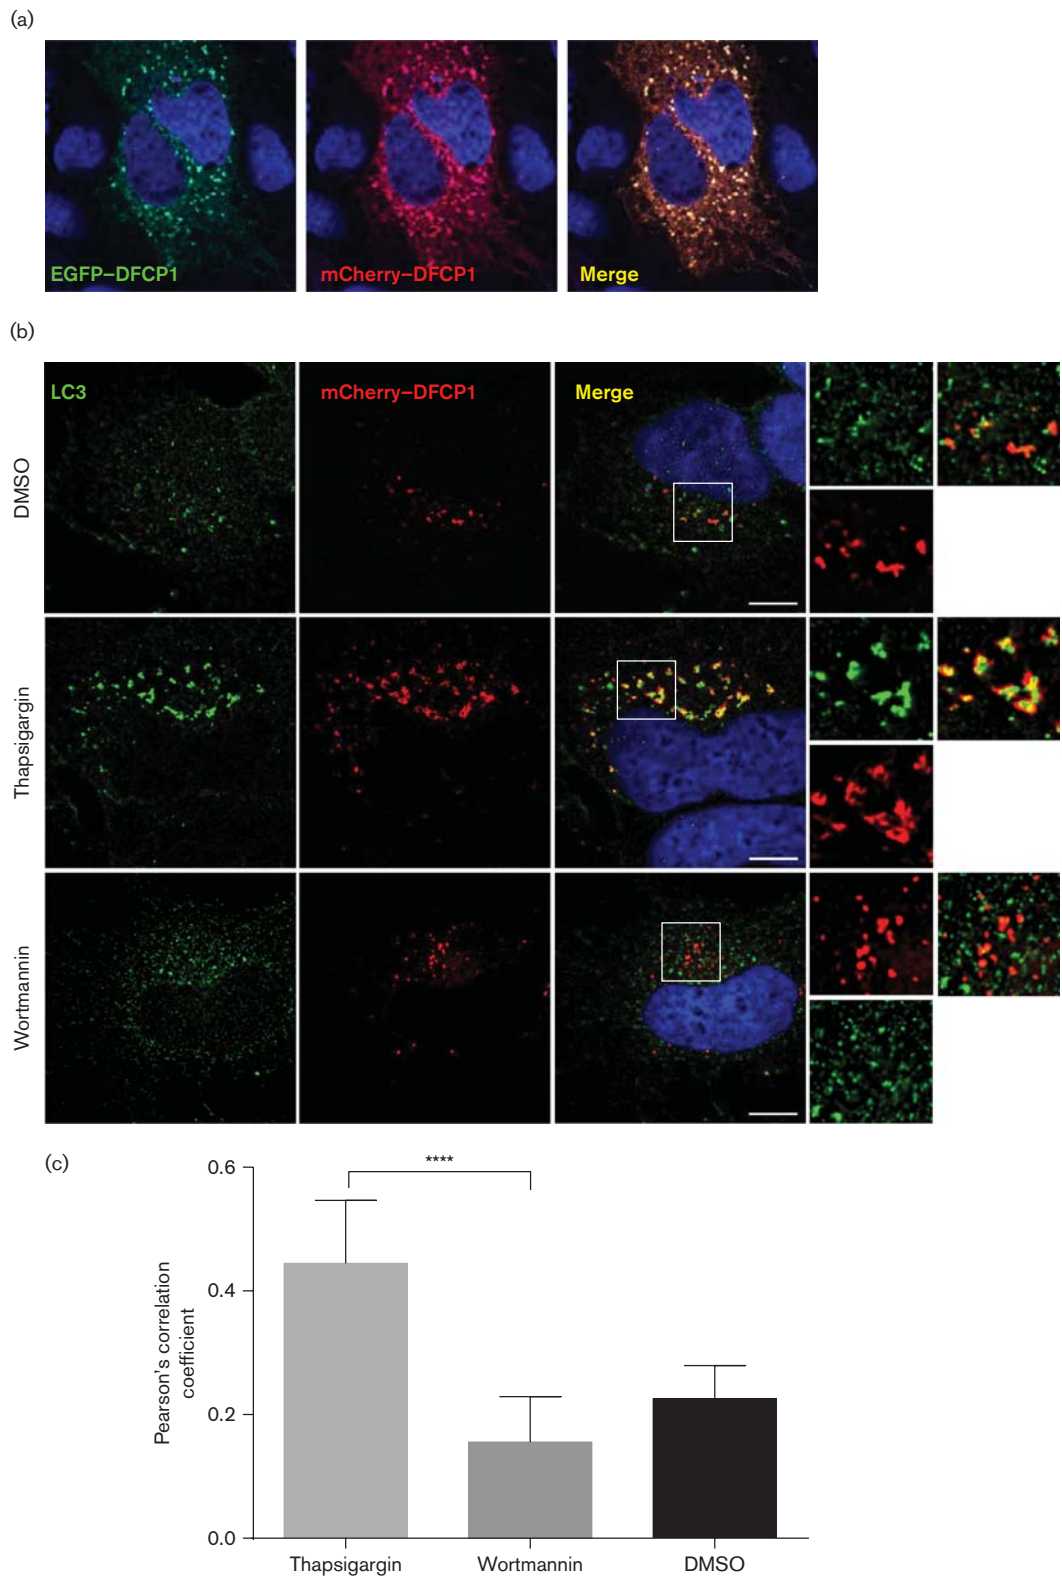 (a)
EGFP–DFCP1
mCherry–DFCP1
Merge
(b)
LC3
mCherry–DFCP1
Merge
DMSO
Thapsigargin
Wortmannin
(c)
****
0.6
0.4
0.2
0.0
Pearson's correlation
coefficient
Thapsigargin
Wortmannin
DMSO